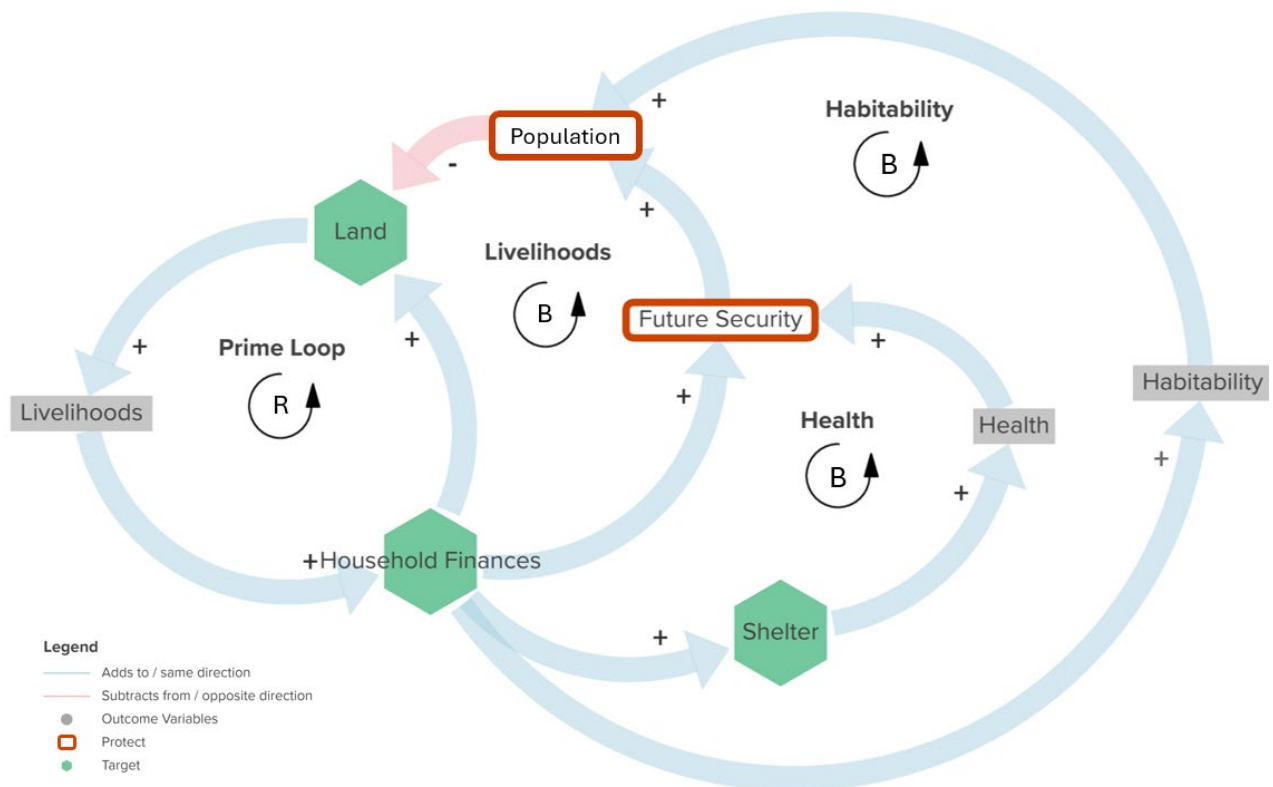 +
Habitability
B
Population
-
+
Land
Livelihoods
B
Future Security
+
+
+
Prime Loop
R
Habitability
+
Livelihoods
Health
B
Health
+
+
+Household Finances
+
Shelter
Legend
Adds to / same direction
Subtracts from / opposite direction
Outcome Variables
Protect
Target